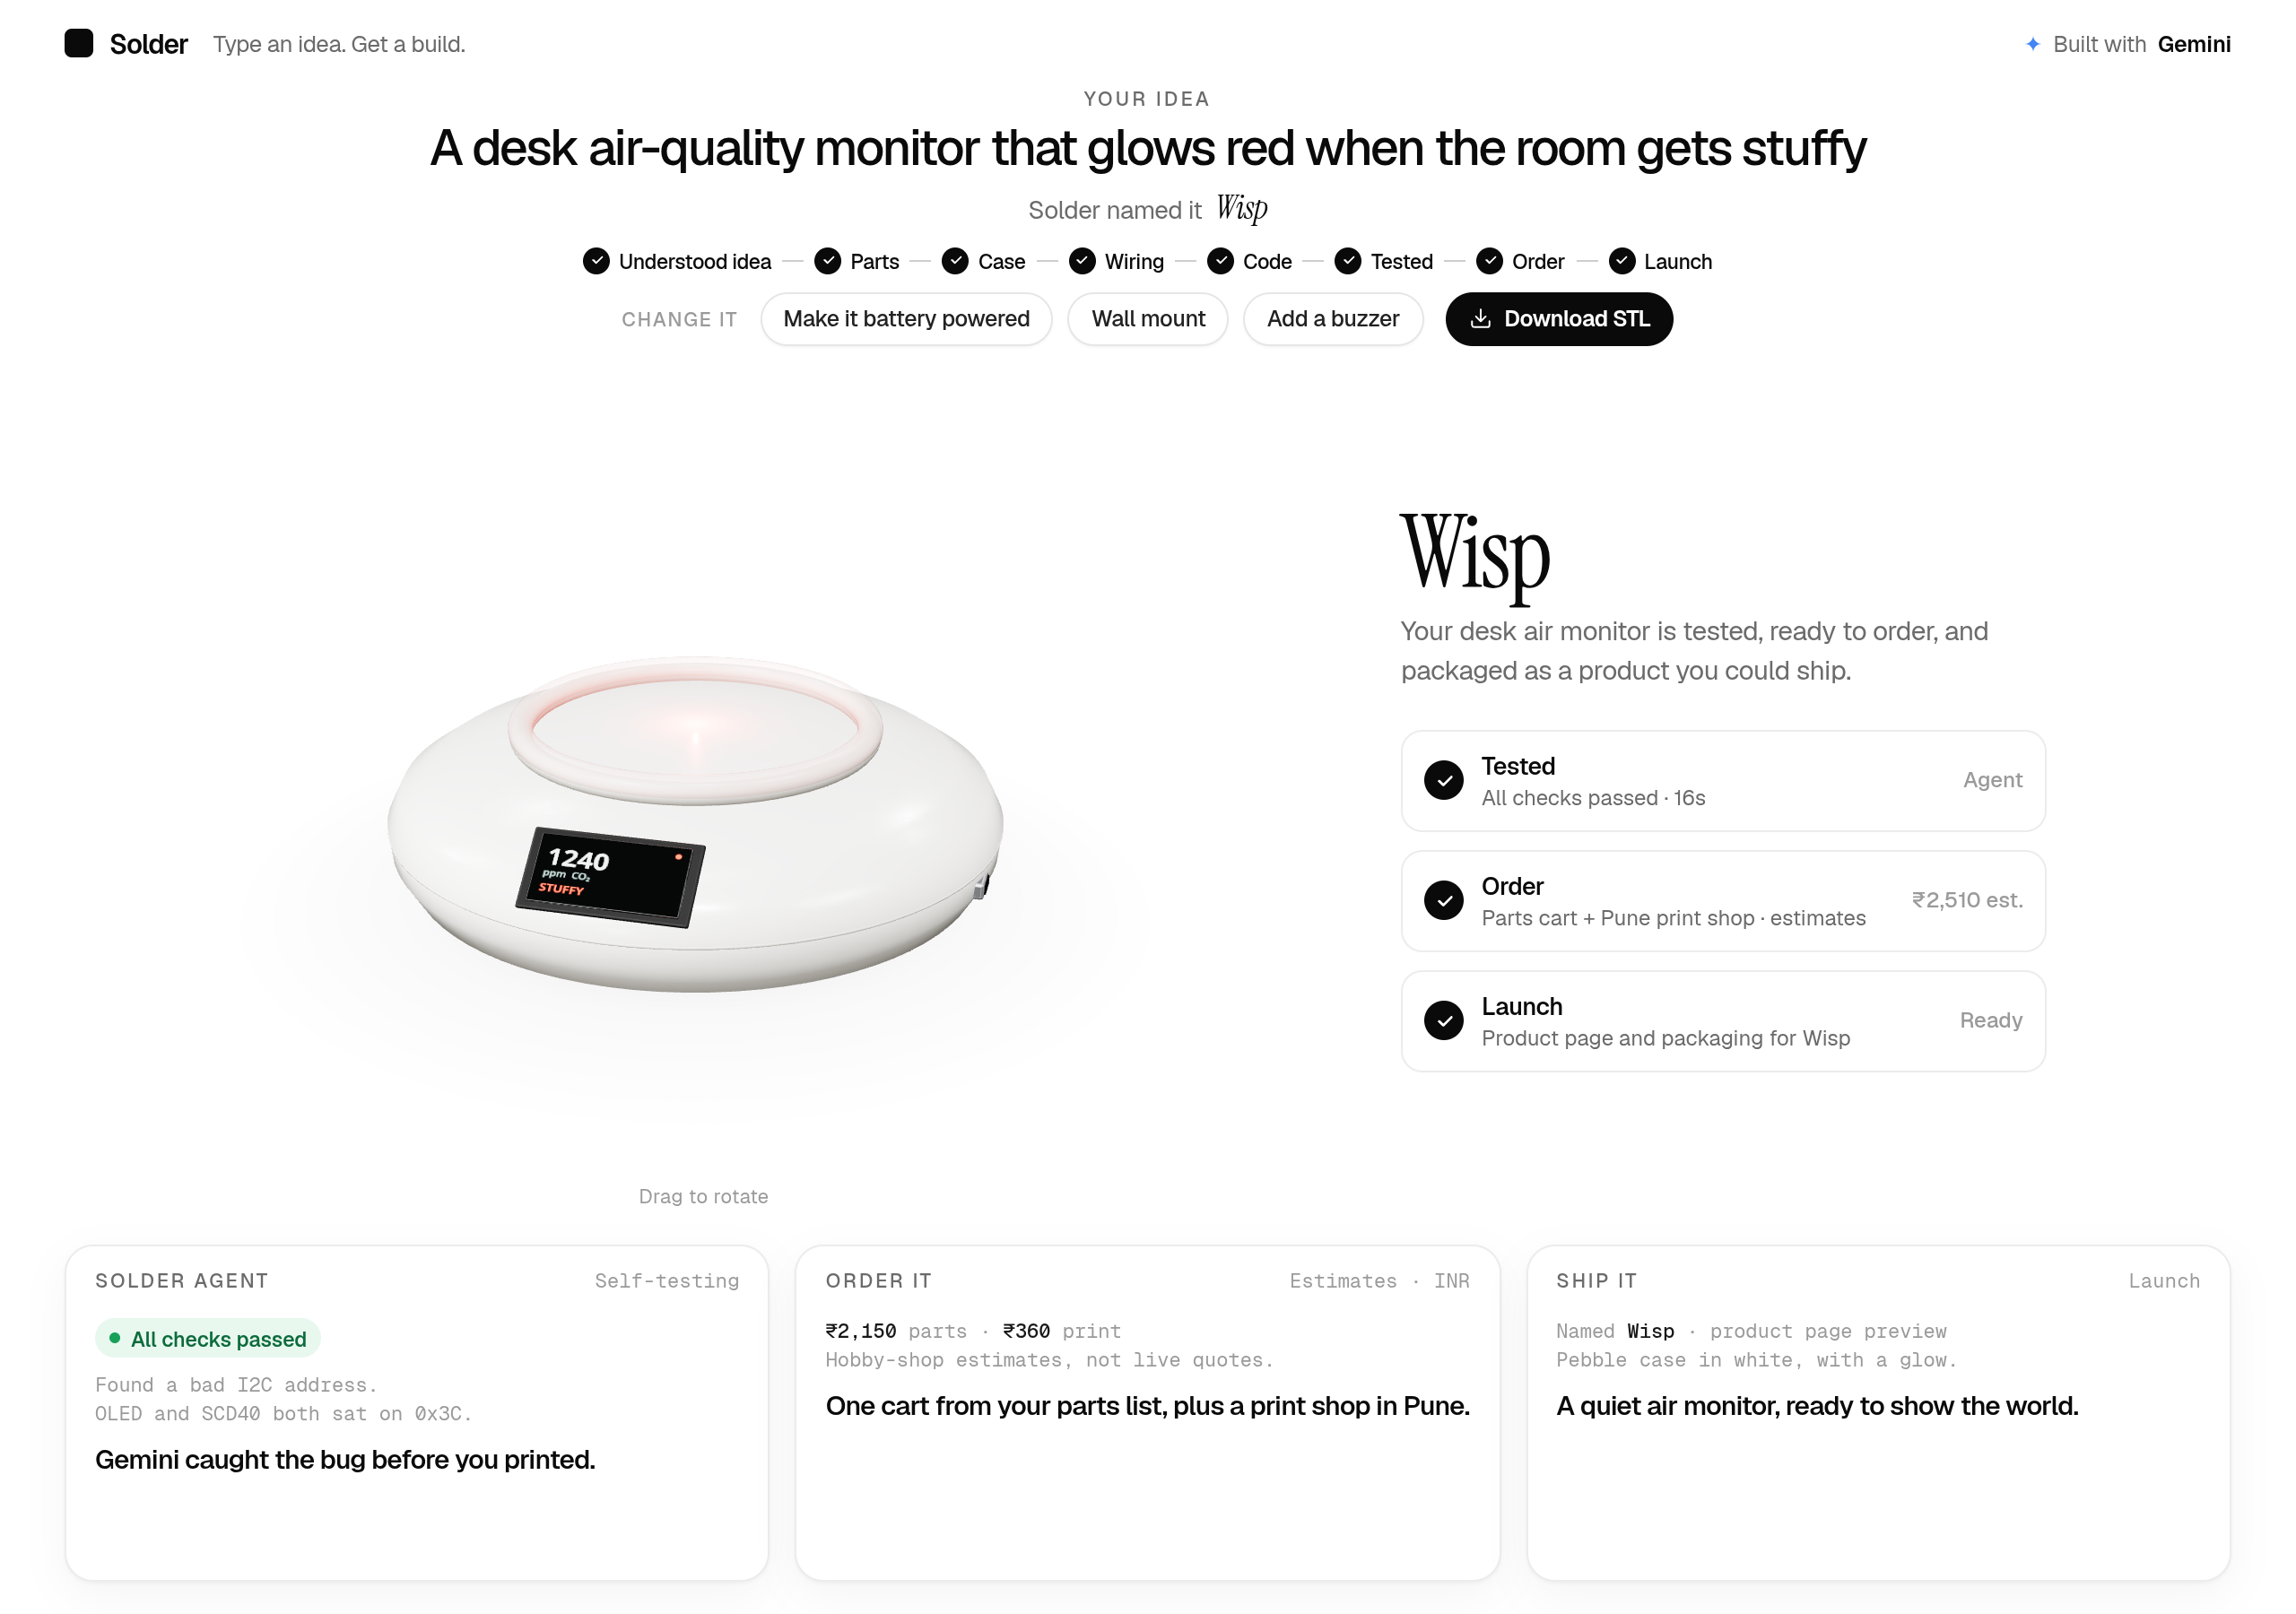 Solder Type an idea. Get a build.
✦ Built with Gemini
YOUR IDEA
A desk air-quality monitor that glows red when the room gets stuffy
Solder named it Wisp
Understood idea — Parts — Case — Wiring — Code — Tested — Order — Launch
CHANGE IT Make it battery powered Wall mount Add a buzzer Download STL
1240
ppm CO₂
STUFFY
Drag to rotate
Wisp
Your desk air monitor is tested, ready to order, and
packaged as a product you could ship.
Tested
All checks passed · 16s
Agent
Order
Parts cart + Pune print shop · estimates
₹2,510 est.
Launch
Product page and packaging for Wisp
Ready
SOLDER AGENT Self-testing
All checks passed
Found a bad I2C address.
OLED and SCD40 both sat on 0x3C.
Gemini caught the bug before you printed.
ORDER IT Estimates · INR
₹2,150 parts · ₹360 print
Hobby-shop estimates, not live quotes.
One cart from your parts list, plus a print shop in Pune.
SHIP IT Launch
Named Wisp · product page preview
Pebble case in white, with a glow.
A quiet air monitor, ready to show the world.